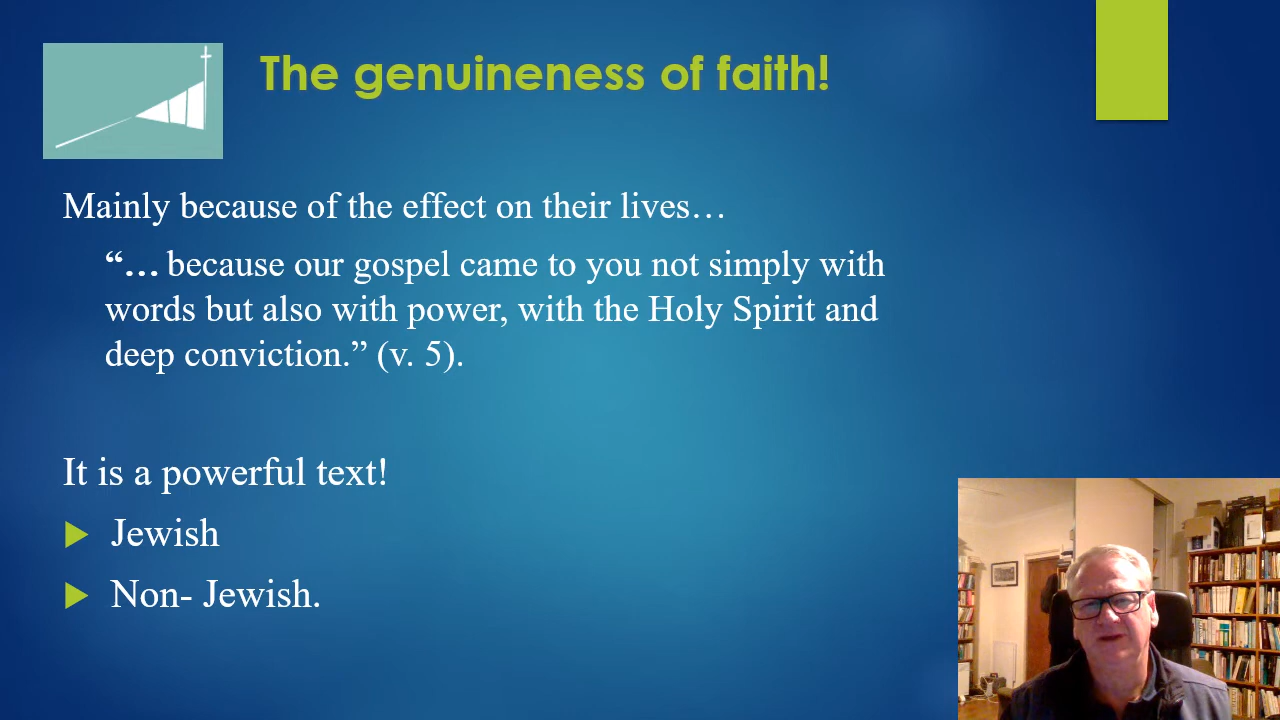 The genuineness of faith!
Mainly because of the effect on their lives…
“… because our gospel came to you not simply with
words but also with power, with the Holy Spirit and
deep conviction.” (v. 5).
It is a powerful text!
Jewish
Non- Jewish.